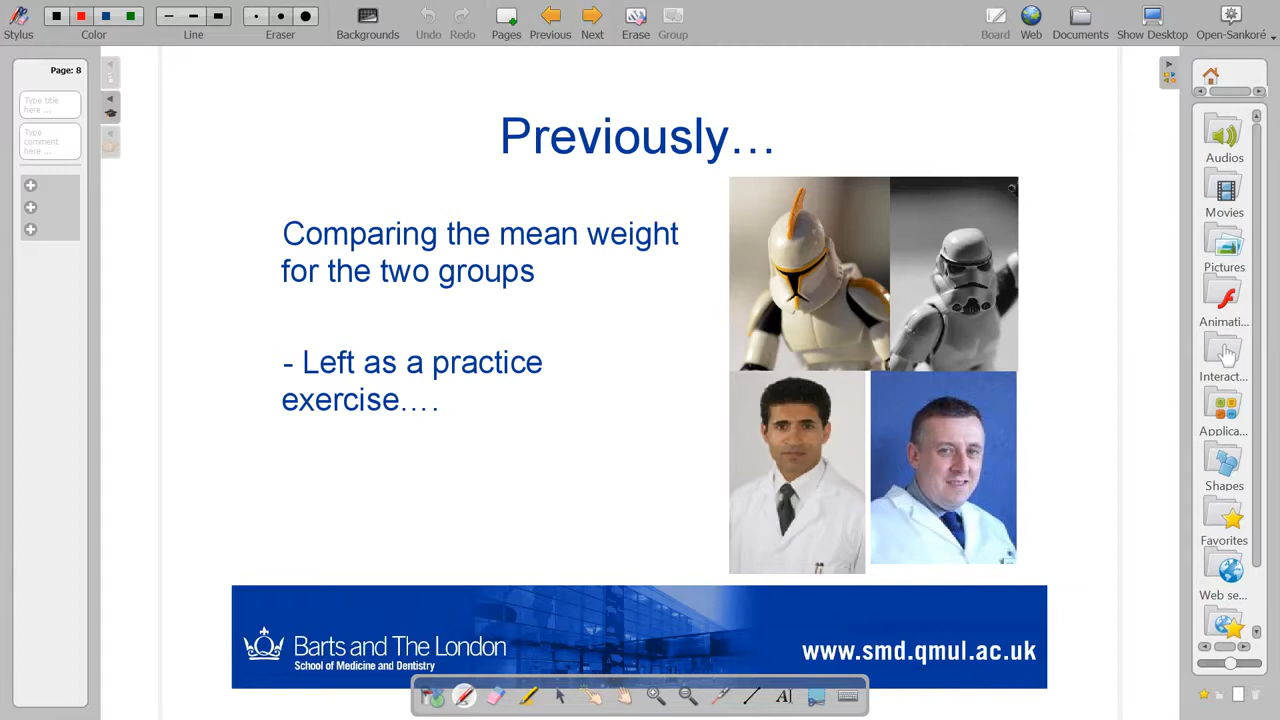 Stylus
Color
Line
Eraser
Backgrounds
Undo
Redo
Pages
Previous
Next
Erase
Group
Board
Web
Documents
Show Desktop
Open-Sankoré
Page: 8
Type title
here ...
Type
comment
here ...
Previously…
Comparing the mean weight
for the two groups
- Left as a practice
exercise….
Barts and The London
School of Medicine and Dentistry
www.smd.qmul.ac.uk
Audios
Movies
Pictures
Animati...
Interact...
Applica...
Shapes
Favorites
Web se...
AI